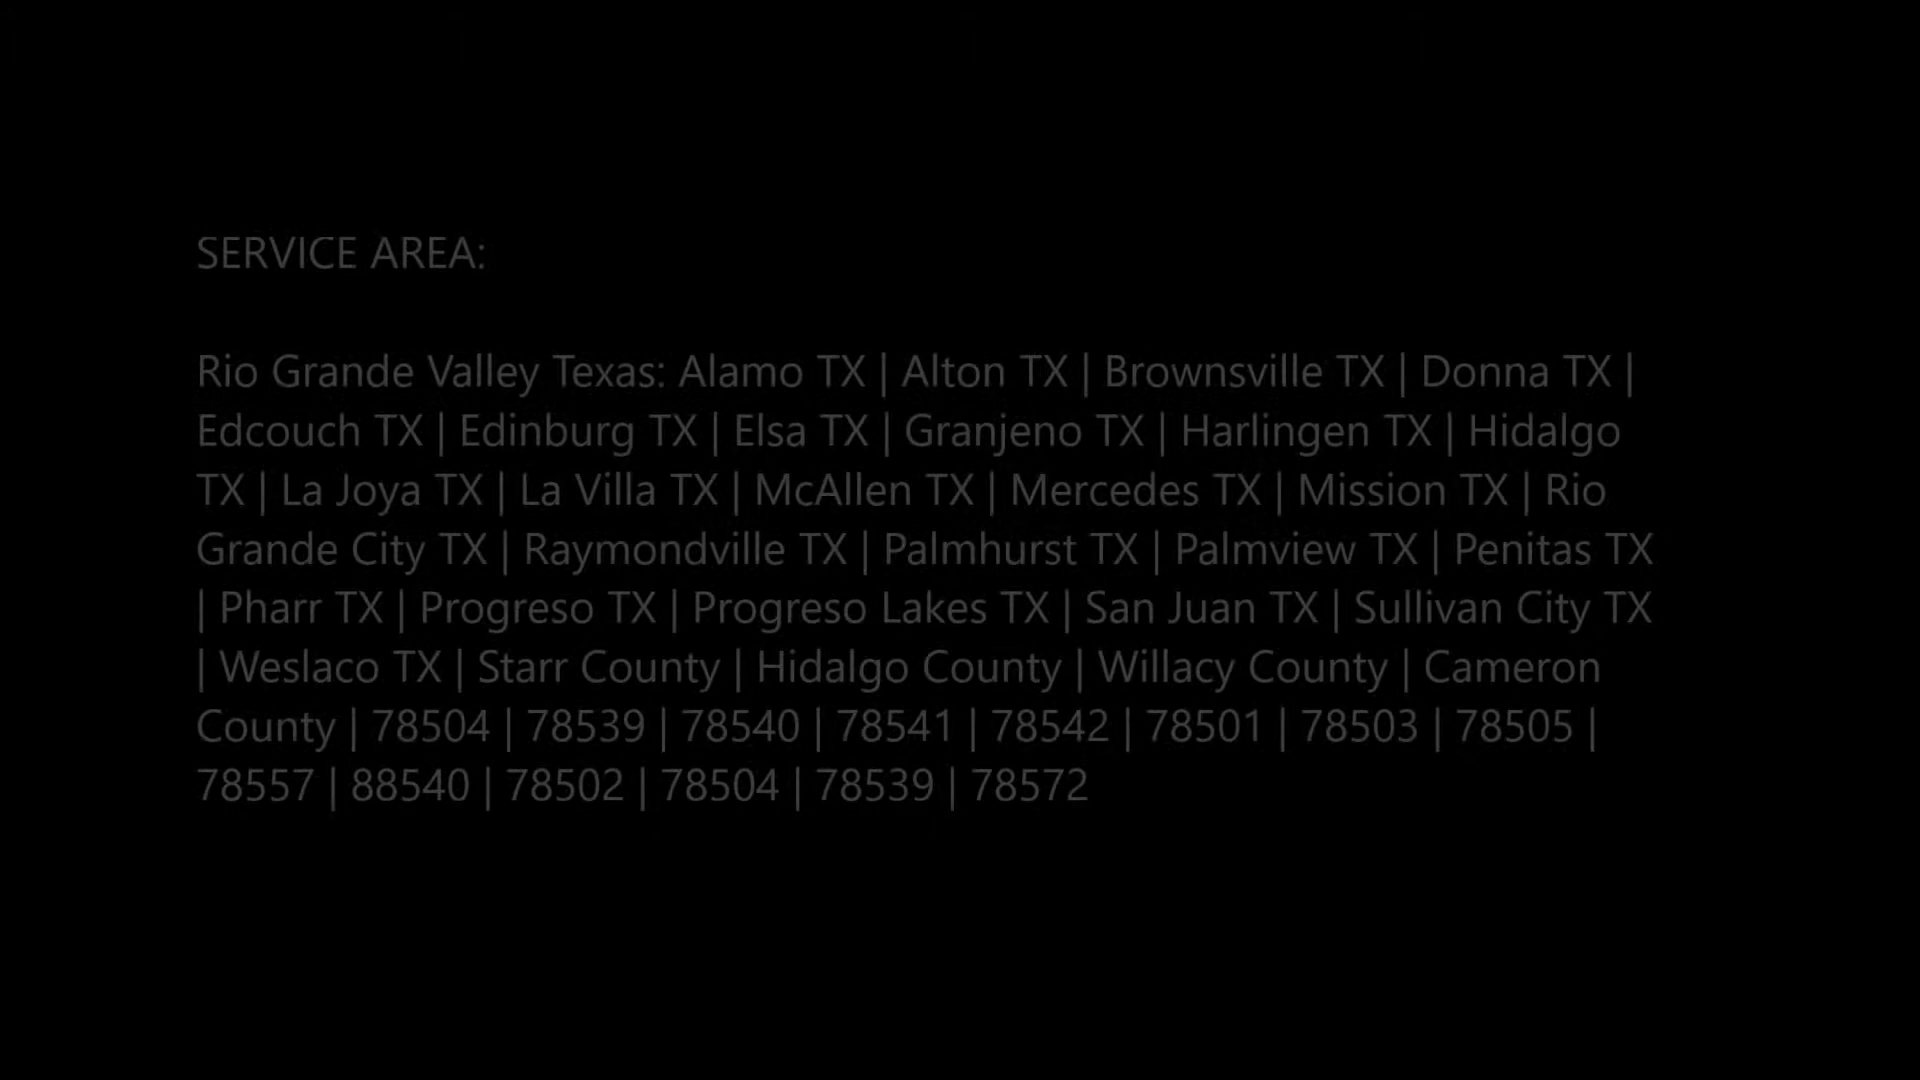 SERVICE AREA:
Rio Grande Valley Texas: Alamo TX | Alton TX | Brownsville TX | Donna TX |
Edcouch TX | Edinburg TX | Elsa TX | Granjeno TX | Harlingen TX | Hidalgo
TX | La Joya TX | La Villa TX | McAllen TX | Mercedes TX | Mission TX | Rio
Grande City TX | Raymondville TX | Palmhurst TX | Palmview TX | Penitas TX
| Pharr TX | Progreso TX | Progreso Lakes TX | San Juan TX | Sullivan City TX
| Weslaco TX | Starr County | Hidalgo County | Willacy County | Cameron
County | 78504 | 78539 | 78540 | 78541 | 78542 | 78501 | 78503 | 78505 |
78557 | 88540 | 78502 | 78504 | 78539 | 78572